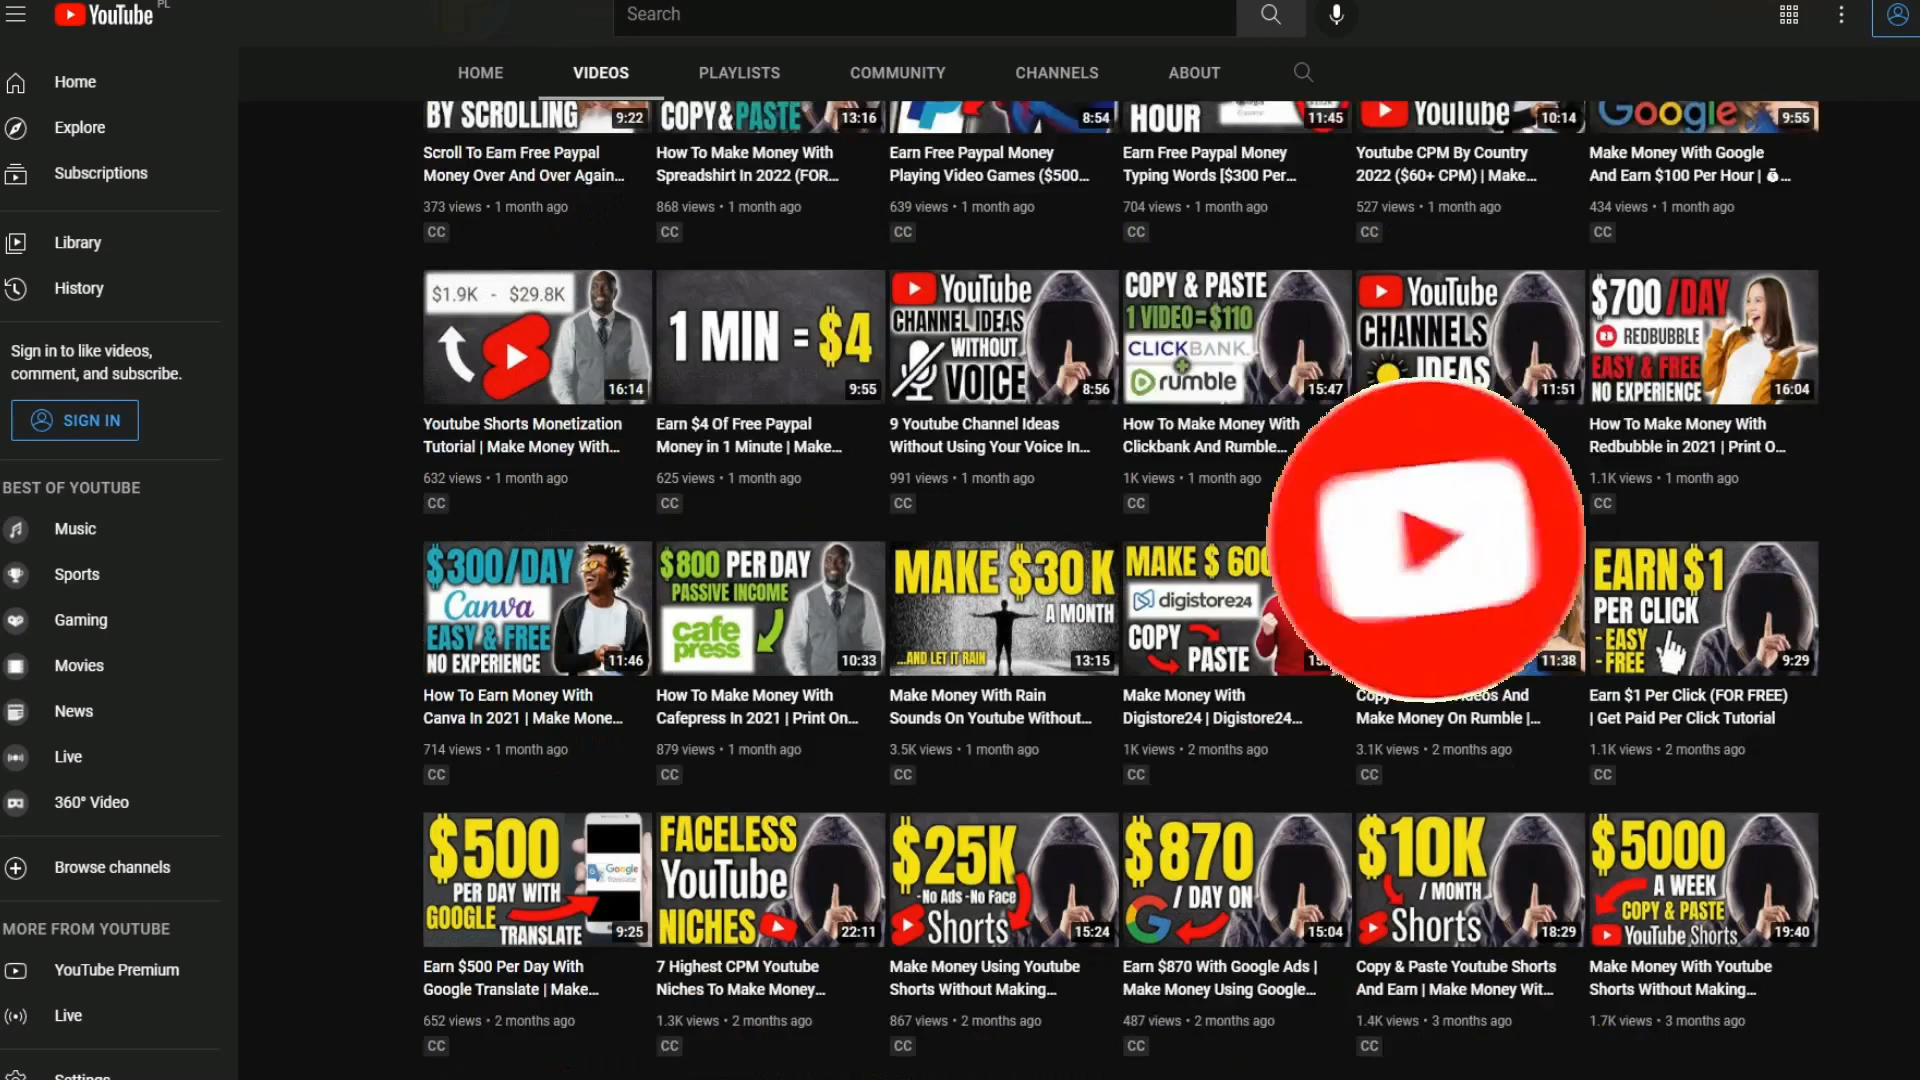 YouTube PL
Search
Home
Explore
Subscriptions
Library
History
Sign in to like videos,
comment, and subscribe.
SIGN IN
BEST OF YOUTUBE
Music
Sports
Gaming
Movies
News
Live
360° Video
Browse channels
MORE FROM YOUTUBE
YouTube Premium
Live
Settings
HOME
VIDEOS
PLAYLISTS
COMMUNITY
CHANNELS
ABOUT
BY SCROLLING
9:22
Scroll To Earn Free Paypal
Money Over And Over Again...
373 views • 1 month ago
CC
COPY & PASTE
13:16
How To Make Money With
Spreadshirt In 2022 (FOR...
868 views • 1 month ago
CC
8:54
Earn Free Paypal Money
Playing Video Games ($500...
639 views • 1 month ago
CC
HOUR
11:45
Earn Free Paypal Money
Typing Words [$300 Per...
704 views • 1 month ago
CC
YouTube
10:14
Youtube CPM By Country
2022 ($60+ CPM) | Make...
527 views • 1 month ago
CC
Google
9:55
Make Money With Google
And Earn $100 Per Hour | 💰...
434 views • 1 month ago
CC
$1.9K - $29.8K
16:14
Youtube Shorts Monetization
Tutorial | Make Money With...
632 views • 1 month ago
CC
1 MIN = $4
9:55
Earn $4 Of Free Paypal
Money in 1 Minute | Make...
625 views • 1 month ago
CC
YouTube
CHANNEL IDEAS
WITHOUT
VOICE
8:56
9 Youtube Channel Ideas
Without Using Your Voice In...
991 views • 1 month ago
CC
COPY & PASTE
1 VIDEO = $110
CLICKBANK
+
rumble
15:47
How To Make Money With
Clickbank And Rumble...
1K views • 1 month ago
CC
YouTube
CHANNELS
IDEAS
11:51
$700 /DAY
REDBUBBLE
EASY & FREE
NO EXPERIENCE
16:04
How To Make Money With
Redbubble in 2021 | Print O...
1.1K views • 1 month ago
CC
$300/DAY
Canva
EASY & FREE
NO EXPERIENCE
11:46
How To Earn Money With
Canva In 2021 | Make Mone...
714 views • 1 month ago
CC
$800 PER DAY
PASSIVE INCOME
cafe
press
10:33
How To Make Money With
Cafepress In 2021 | Print On...
879 views • 1 month ago
CC
MAKE $30 K
A MONTH
...AND LET IT RAIN
13:15
Make Money With Rain
Sounds On Youtube Without...
3.5K views • 1 month ago
CC
MAKE $ 600
digistore24
COPY
PASTE
Make Money With
Digistore24 | Digistore24...
1K views • 2 months ago
CC
11:38
Make Money On Rumble |...
3.1K views • 2 months ago
CC
EARN $1
PER CLICK
- EASY
- FREE
9:29
Earn $1 Per Click (FOR FREE)
| Get Paid Per Click Tutorial
1.1K views • 2 months ago
CC
$500
PER DAY WITH
GOOGLE
TRANSLATE
Google
9:25
Earn $500 Per Day With
Google Translate | Make...
652 views • 2 months ago
CC
FACELESS
YouTube
NICHES
22:11
7 Highest CPM Youtube
Niches To Make Money...
1.3K views • 2 months ago
CC
$25K
-No Ads -No Face
Shorts
15:24
Make Money Using Youtube
Shorts Without Making...
867 views • 2 months ago
CC
$870
/ DAY ON
15:04
Earn $870 With Google Ads |
Make Money Using Google...
487 views • 2 months ago
CC
$10K
/ MONTH
Shorts
18:29
Copy & Paste Youtube Shorts
And Earn | Make Money Wit...
1.4K views • 3 months ago
CC
$5000
A WEEK
COPY & PASTE
YouTube Shorts
19:40
Make Money With Youtube
Shorts Without Making...
1.7K views • 3 months ago